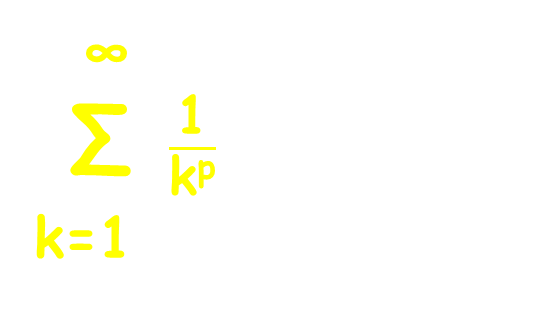 ∞
∑ 1/k^p
k=1